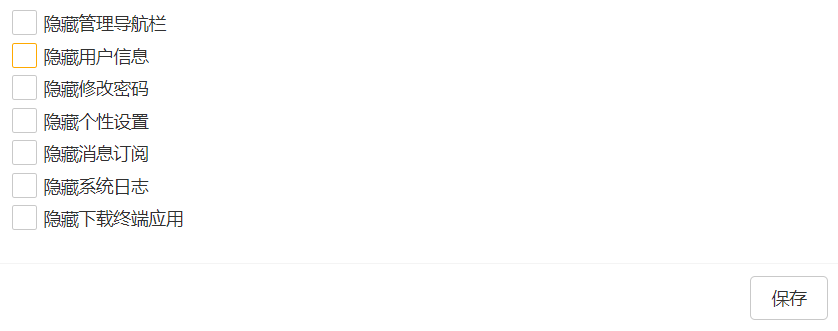 隐藏管理导航栏
隐藏用户信息
隐藏修改密码
隐藏个性设置
隐藏消息订阅
隐藏系统日志
隐藏下载终端应用
保存